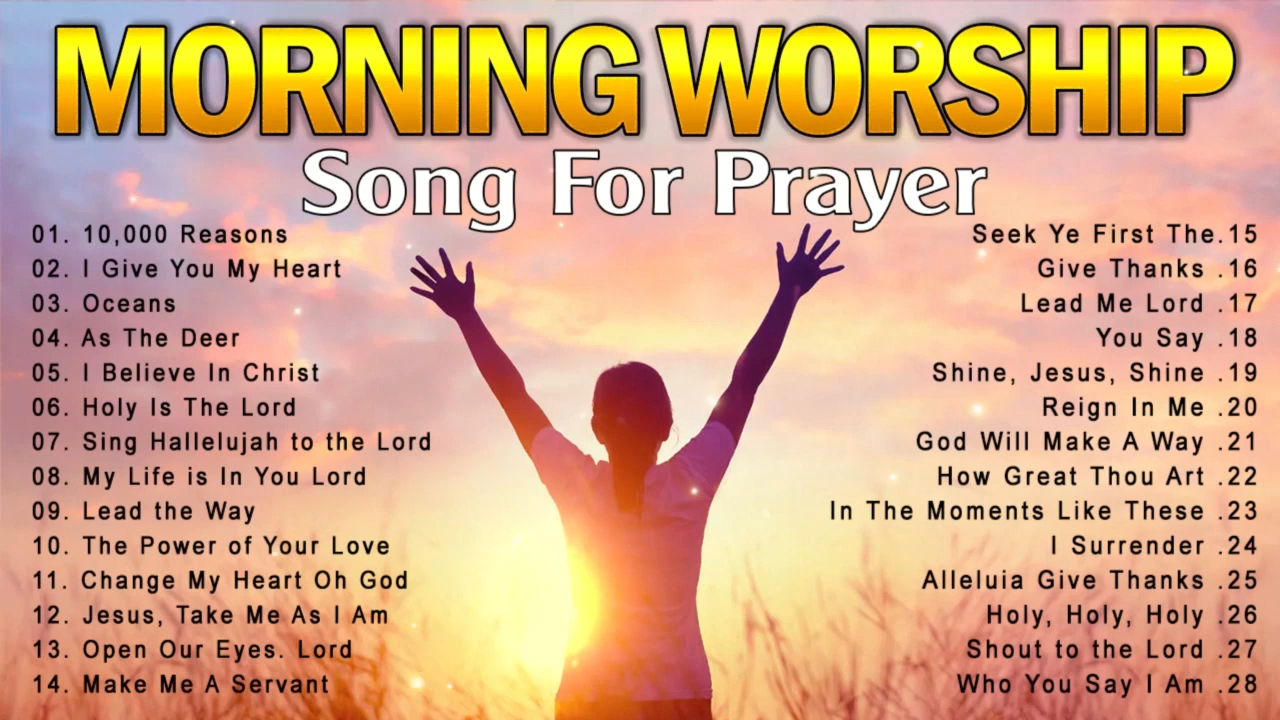 MORNING WORSHIP
Song For Prayer
01. 10,000 Reasons
02. I Give You My Heart
03. Oceans
04. As The Deer
05. I Believe In Christ
06. Holy Is The Lord
07. Sing Hallelujah to the Lord
08. My Life is In You Lord
09. Lead the Way
10. The Power of Your Love
11. Change My Heart Oh God
12. Jesus, Take Me As I Am
13. Open Our Eyes. Lord
14. Make Me A Servant
Seek Ye First The.15
Give Thanks .16
Lead Me Lord .17
You Say .18
Shine, Jesus, Shine .19
Reign In Me .20
God Will Make A Way .21
How Great Thou Art .22
In The Moments Like These .23
I Surrender .24
Alleluia Give Thanks .25
Holy, Holy, Holy .26
Shout to the Lord .27
Who You Say I Am .28